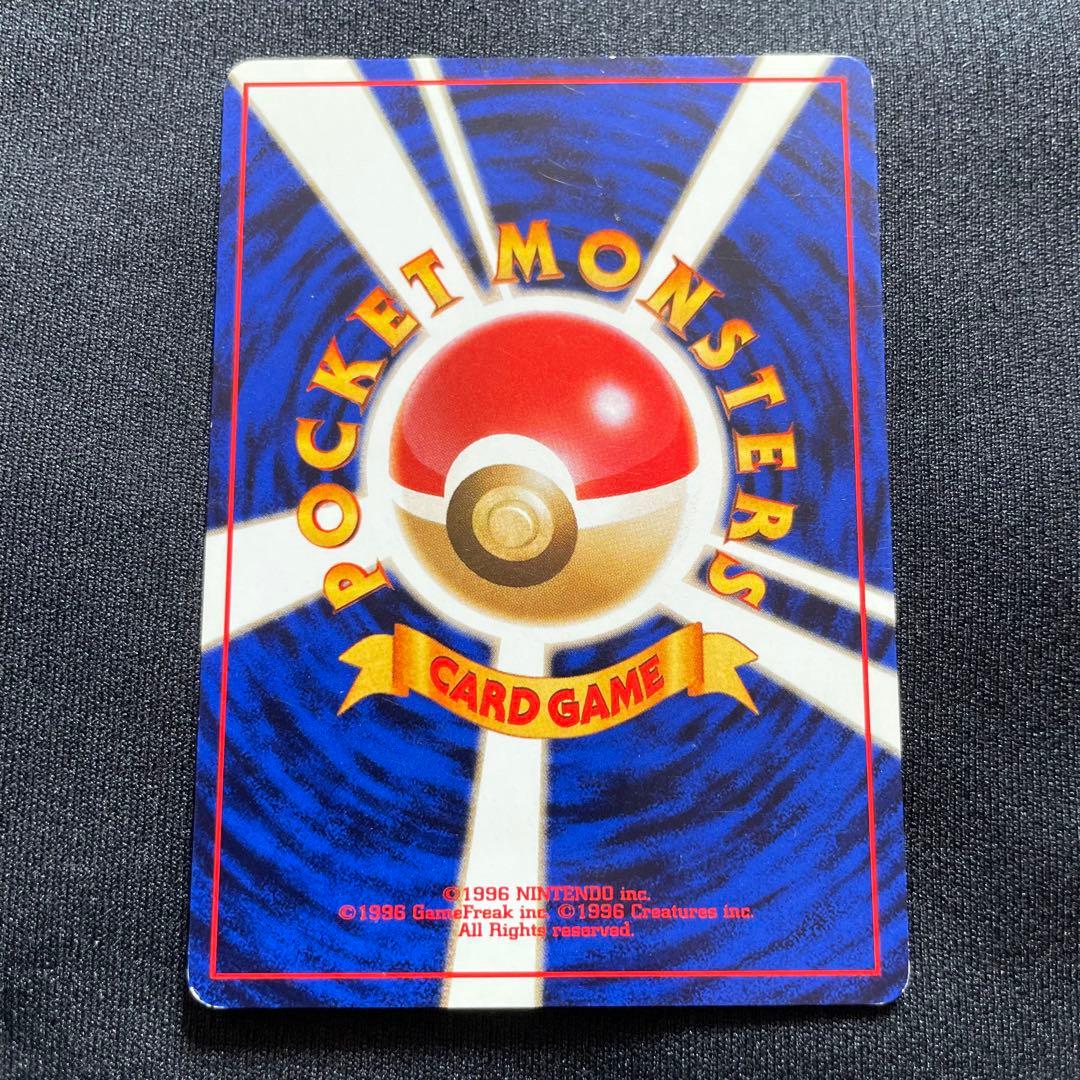 POCKET MONSTERS
CARD GAME
©1996 NINTENDO inc.
©1996 GameFreak inc. ©1996 Creatures inc.
All Rights reserved.